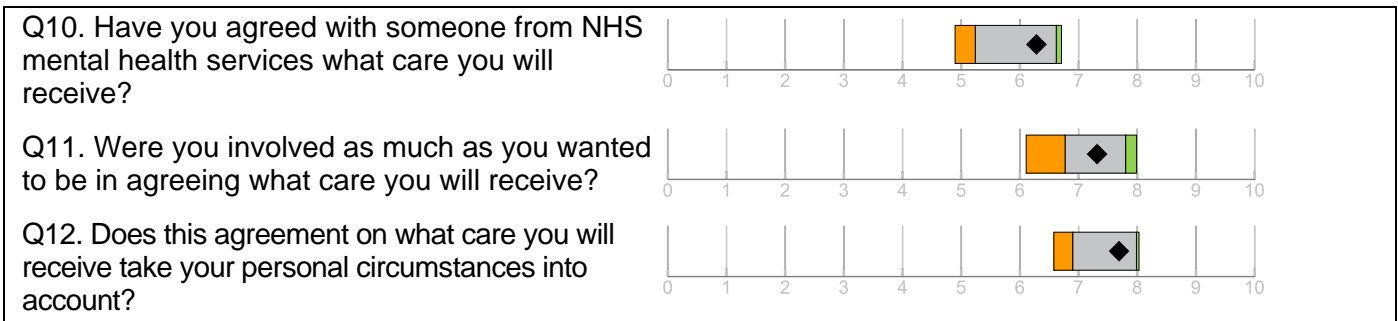 Q10. Have you agreed with someone from NHS
mental health services what care you will
receive?
0 1 2 3 4 5 6 7 8 9 10
Q11. Were you involved as much as you wanted
to be in agreeing what care you will receive?
0 1 2 3 4 5 6 7 8 9 10
Q12. Does this agreement on what care you will
receive take your personal circumstances into
account?
0 1 2 3 4 5 6 7 8 9 10